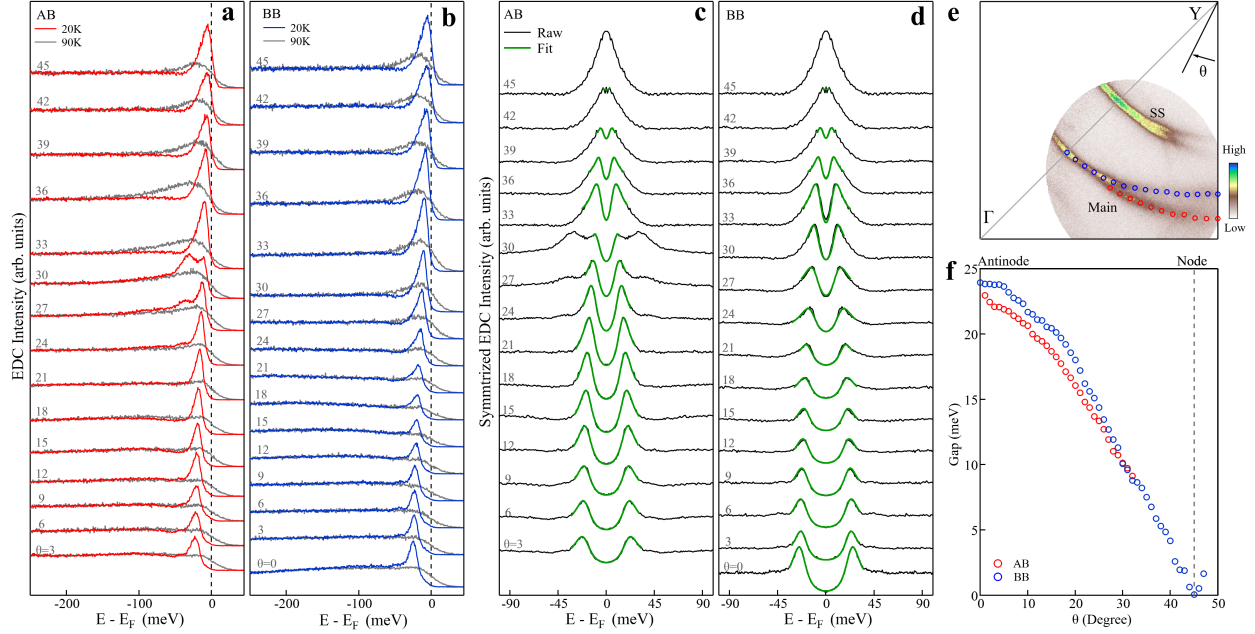 AB
a
20K
90K
45
42
39
36
33
30
27
24
21
18
15
12
9
6
θ=3
EDC Intensity (arb. units)
-200
-100
0
E - EF (meV)
BB
b
20K
90K
45
42
39
36
33
30
27
24
21
18
15
12
9
6
3
θ=0
-200
-100
0
E - EF (meV)
AB
c
Raw
Fit
45
42
39
36
33
30
27
24
21
18
15
12
9
6
θ=3
Symmtrized EDC Intensity (arb. units)
-90
-45
0
45
90
E - EF (meV)
BB
d
45
42
39
36
33
30
27
24
18
15
12
9
6
3
θ=0
-90
-45
0
45
90
E - EF (meV)
e
Y
θ
SS
Main
Γ
High
Low
f
Antinode
Node
25
20
15
10
5
0
Gap (meV)
AB
BB
0
10
20
30
40
50
θ (Degree)